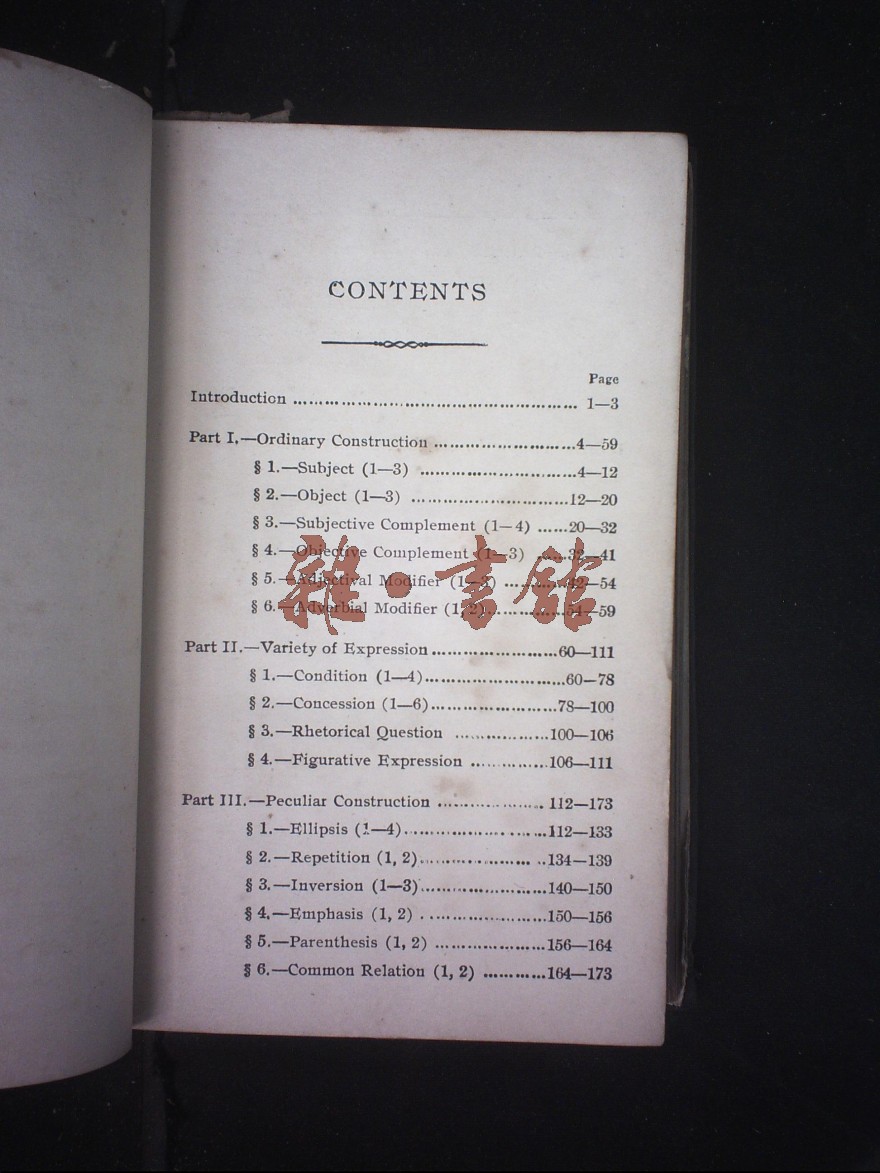 CONTENTS
Page
Introduction ................................................ 1—3
Part I.—Ordinary Construction ............................4—59
§ 1.—Subject (1—3) ................................4—12
§ 2.—Object (1—3) ............................12—20
§ 3.—Subjective Complement (1—4) ......20—32
§ 4.—Objective Complement (1—3) ......32—41
§ 5.—Adjectival Modifier (1—3) ............42—54
§ 6.—Adverbial Modifier (1, 2)..............54—59
雜·書館
Part II.—Variety of Expression........................60—111
§ 1.—Condition (1—4)..........................60—78
§ 2.—Concession (1—6).......................78—100
§ 3.—Rhetorical Question .................100—106
§ 4.—Figurative Expression ..............106—111
Part III.—Peculiar Construction ................... 112—173
§ 1.—Ellipsis (1—4)..........................112—133
§ 2.—Repetition (1, 2)......................134—139
§ 3.—Inversion (1—3).......................140—150
§ 4.—Emphasis (1, 2) ......................150—156
§ 5.—Parenthesis (1, 2) ....................156—164
§ 6.—Common Relation (1, 2) ............164—173